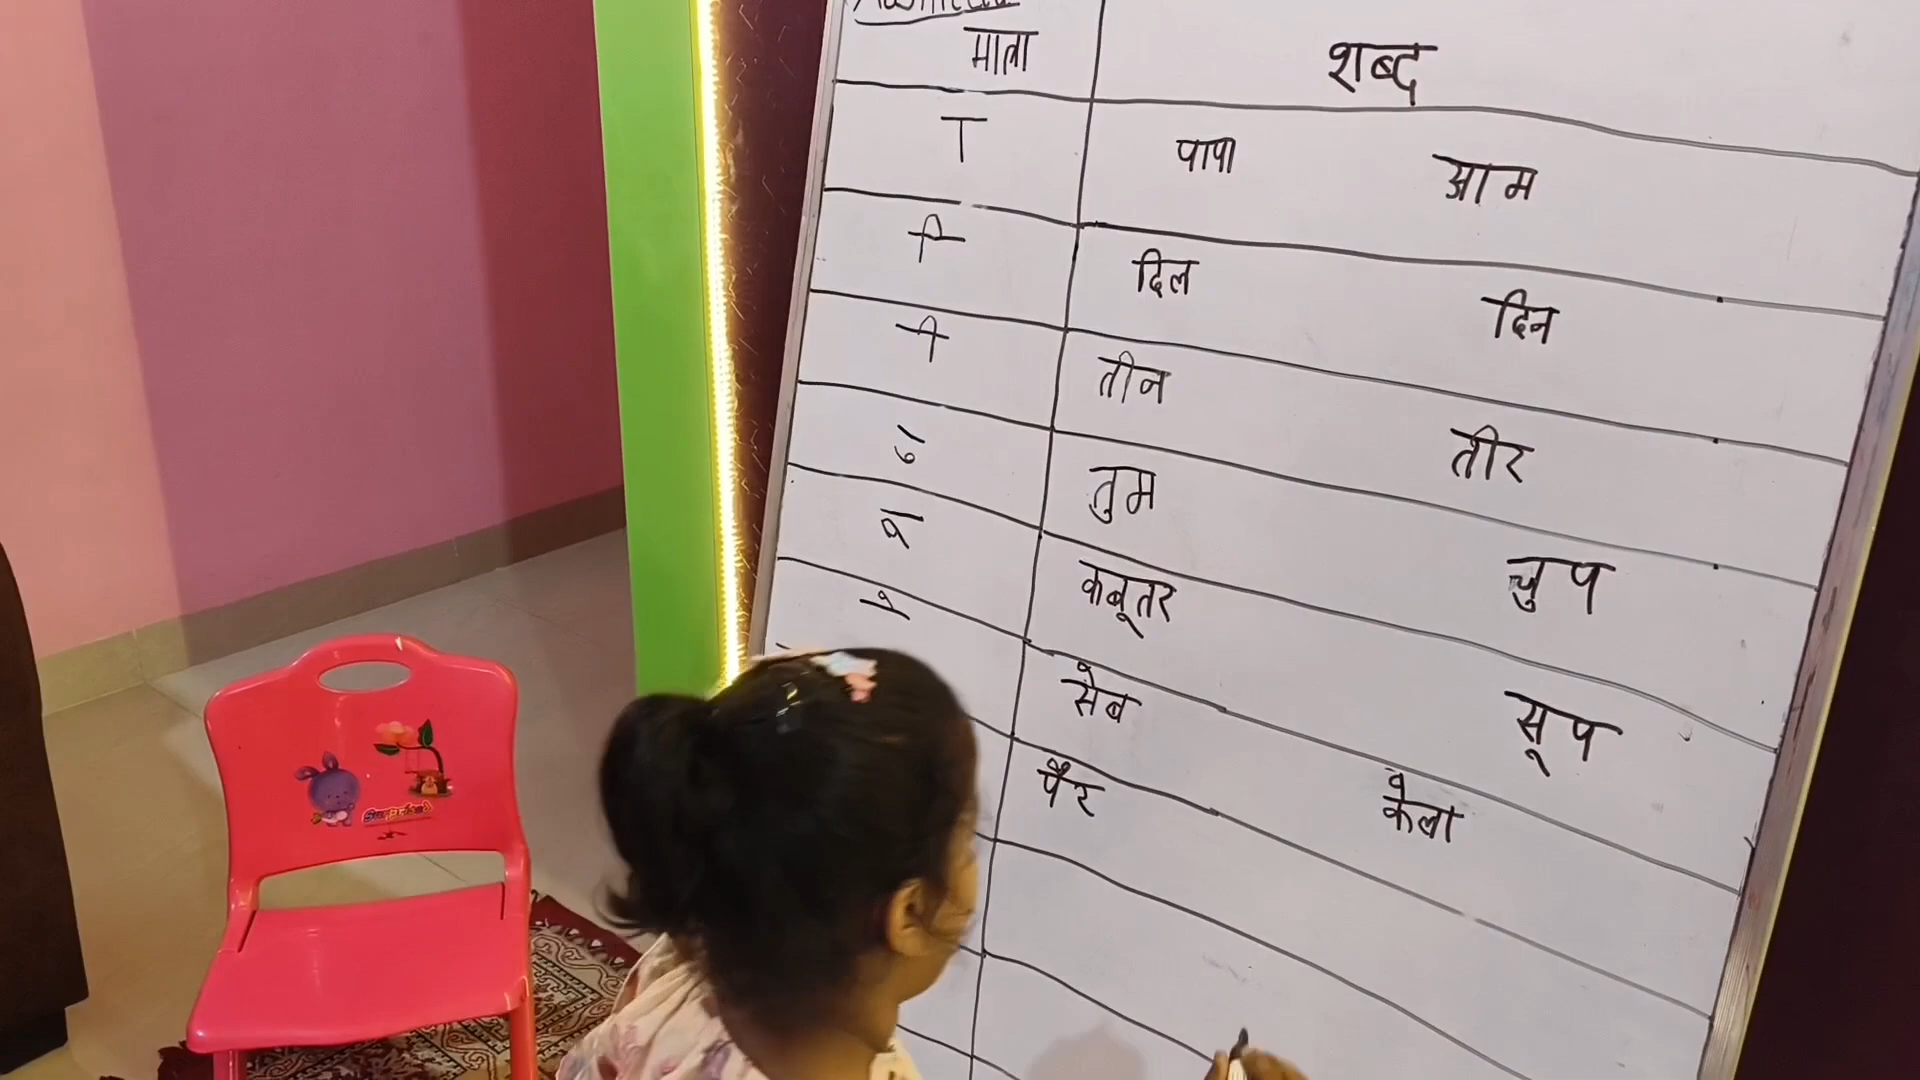 माला शब्द
ा पापा आम
ि दिल दिन
ी तीन तीर
ु तुम चुप
ू कबूतर सूप
े सेब केला
पैर